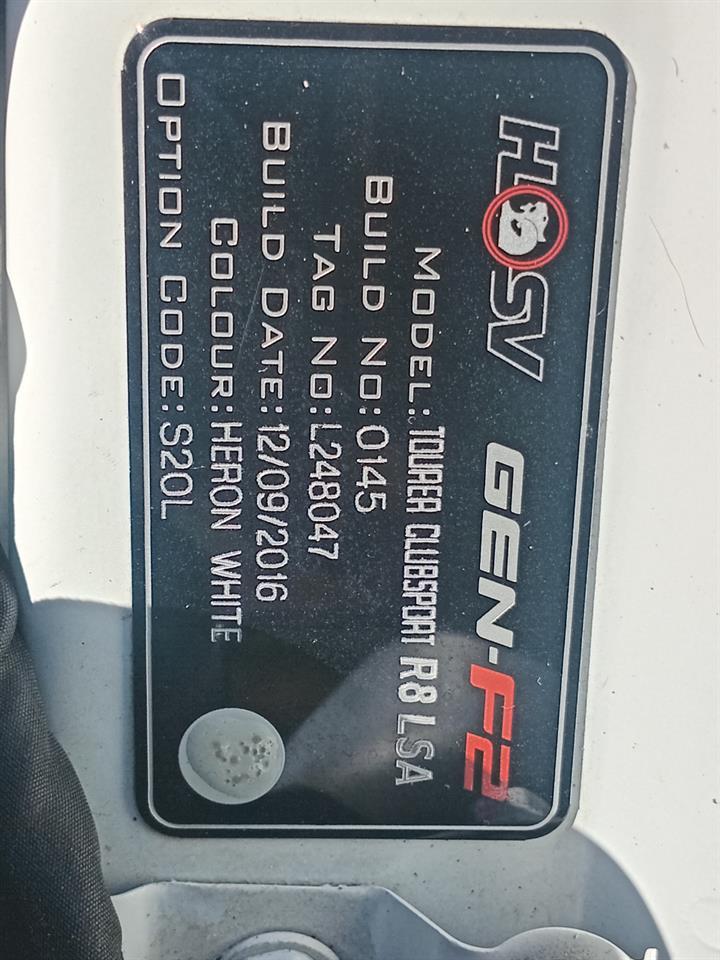 HSV GEN-F2
MODEL: TOURER CLUBSPORT R8 LSA
BUILD NO: 0145
TAG NO: L248047
BUILD DATE: 12/09/2016
COLOUR: HERON WHITE
OPTION CODE: S20L